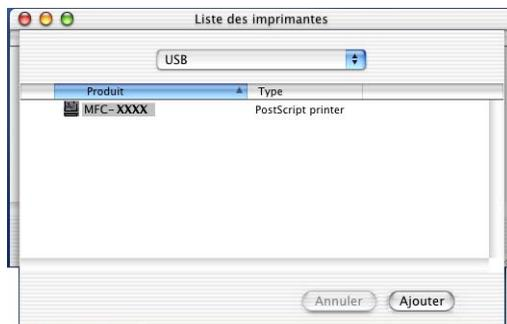 Liste des imprimantes
USB
Produit Type
MFC-XXXX PostScript printer
Annuler Ajouter